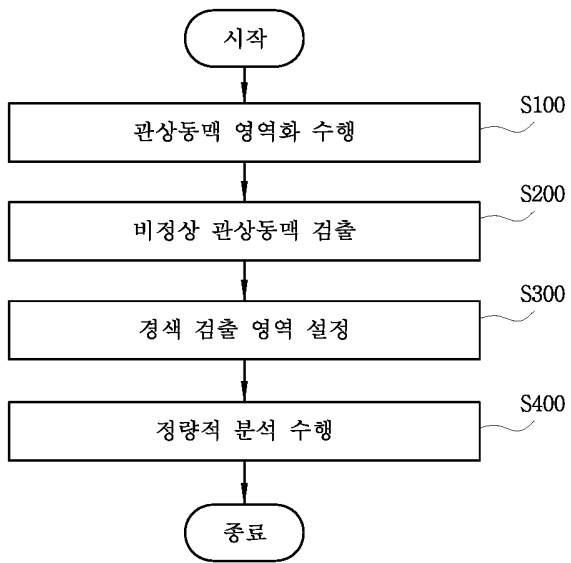 시작
S100
관상동맥 영역화 수행
S200
비정상 관상동맥 검출
S300
경색 검출 영역 설정
S400
정량적 분석 수행
종료